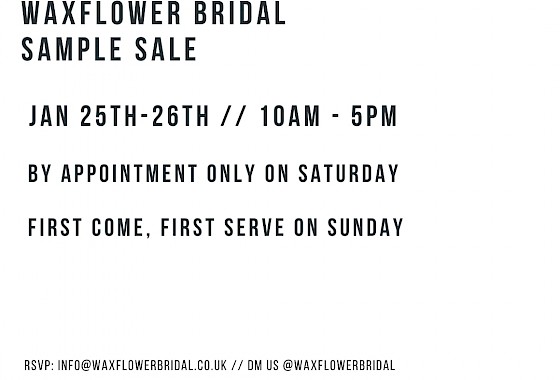 WAXFLOWER BRIDAL
SAMPLE SALE
JAN 25TH-26TH // 10AM - 5PM
BY APPOINTMENT ONLY ON SATURDAY
FIRST COME, FIRST SERVE ON SUNDAY
RSVP: INFO@WAXFLOWERBRIDAL.CO.UK // DM US @WAXFLOWERBRIDAL